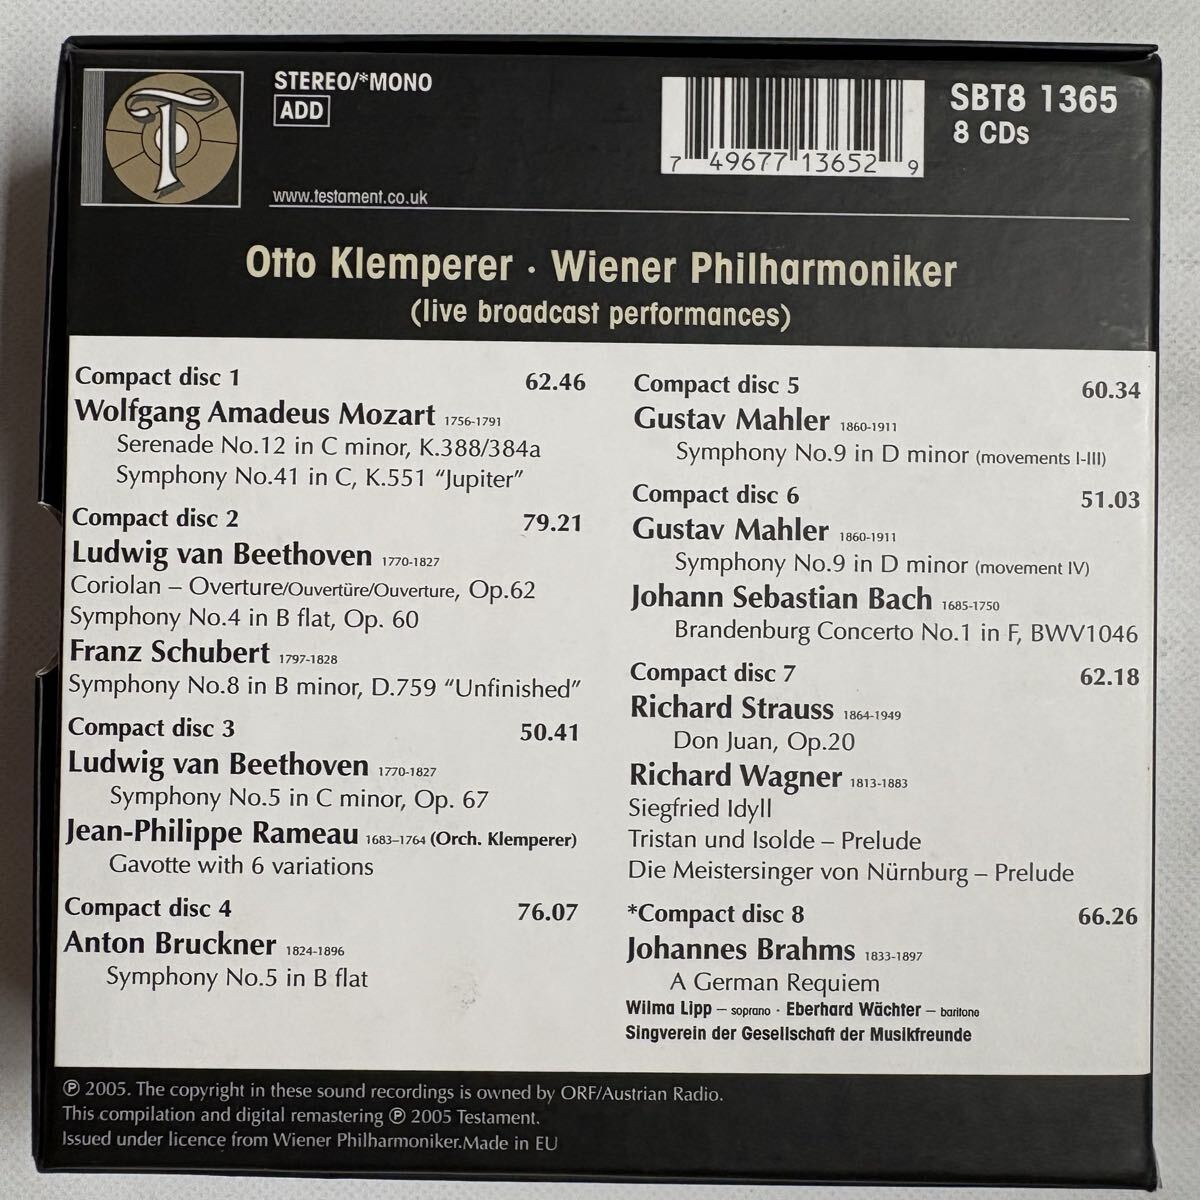 T
STEREO/*MONO
ADD
www.testament.co.uk
7 49677 13652 9
SBT8 1365
8 CDs
Otto Klemperer · Wiener Philharmoniker
(live broadcast performances)
Compact disc 1 62.46
Wolfgang Amadeus Mozart 1756-1791
Serenade No.12 in C minor, K.388/384a
Symphony No.41 in C, K.551 “Jupiter”
Compact disc 2 79.21
Ludwig van Beethoven 1770-1827
Coriolan – Overture/Ouvertüre/Ouverture, Op.62
Symphony No.4 in B flat, Op. 60
Franz Schubert 1797-1828
Symphony No.8 in B minor, D.759 “Unfinished”
Compact disc 3 50.41
Ludwig van Beethoven 1770-1827
Symphony No.5 in C minor, Op. 67
Jean-Philippe Rameau 1683–1764 (Orch. Klemperer)
Gavotte with 6 variations
Compact disc 4 76.07
Anton Bruckner 1824-1896
Symphony No.5 in B flat
Compact disc 5 60.34
Gustav Mahler 1860-1911
Symphony No.9 in D minor (movements I-III)
Compact disc 6 51.03
Gustav Mahler 1860-1911
Symphony No.9 in D minor (movement IV)
Johann Sebastian Bach 1685-1750
Brandenburg Concerto No.1 in F, BWV1046
Compact disc 7 62.18
Richard Strauss 1864-1949
Don Juan, Op.20
Richard Wagner 1813-1883
Siegfried Idyll
Tristan und Isolde – Prelude
Die Meistersinger von Nürnburg – Prelude
*Compact disc 8 66.26
Johannes Brahms 1833-1897
A German Requiem
Wilma Lipp – soprano · Eberhard Wächter – baritone
Singverein der Gesellschaft der Musikfreunde
℗ 2005. The copyright in these sound recordings is owned by ORF/Austrian Radio.
This compilation and digital remastering ℗ 2005 Testament.
Issued under licence from Wiener Philharmoniker.Made in EU